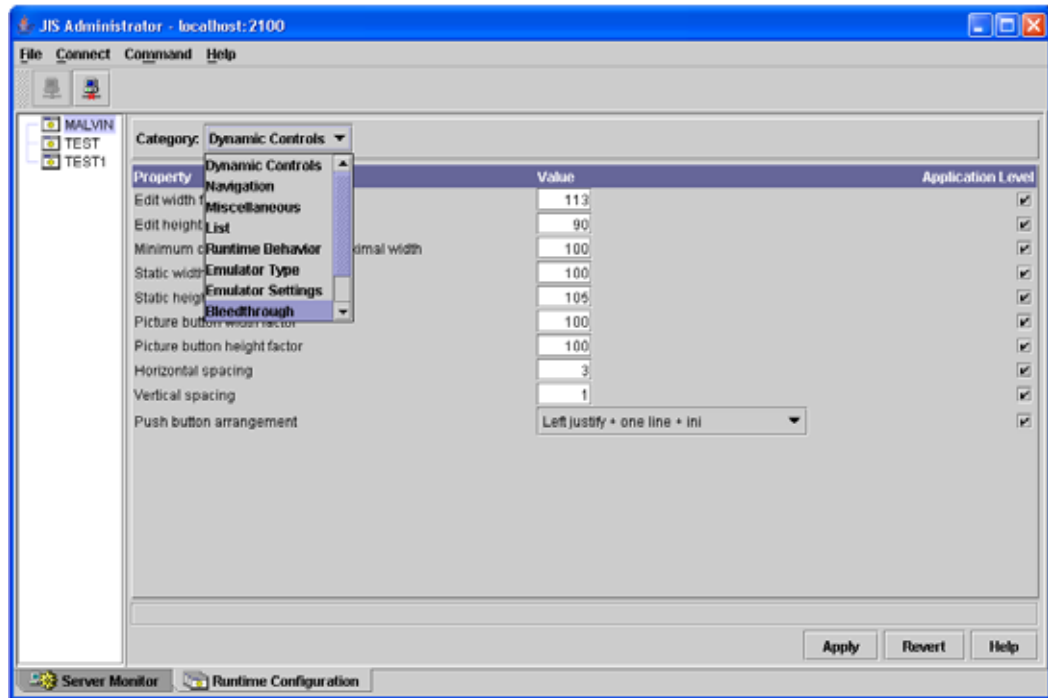 JIS Administrator - localhost:2100
File Connect Command Help
MALVIN
TEST
TEST1
Category: Dynamic Controls
Dynamic Controls
Navigation
Miscellaneous
List
Runtime Behavior
Emulator Type
Emulator Settings
Bleedthrough
Property Value Application Level
Edit width 113
Edit height 90
Minimum width 100
Static width 100
Static 105
Picture button width factor 100
Picture button height factor 100
Horizontal spacing 3
Vertical spacing 1
Push button arrangement Left justify + one line + ini
Apply Revert Help
Server Monitor Runtime Configuration